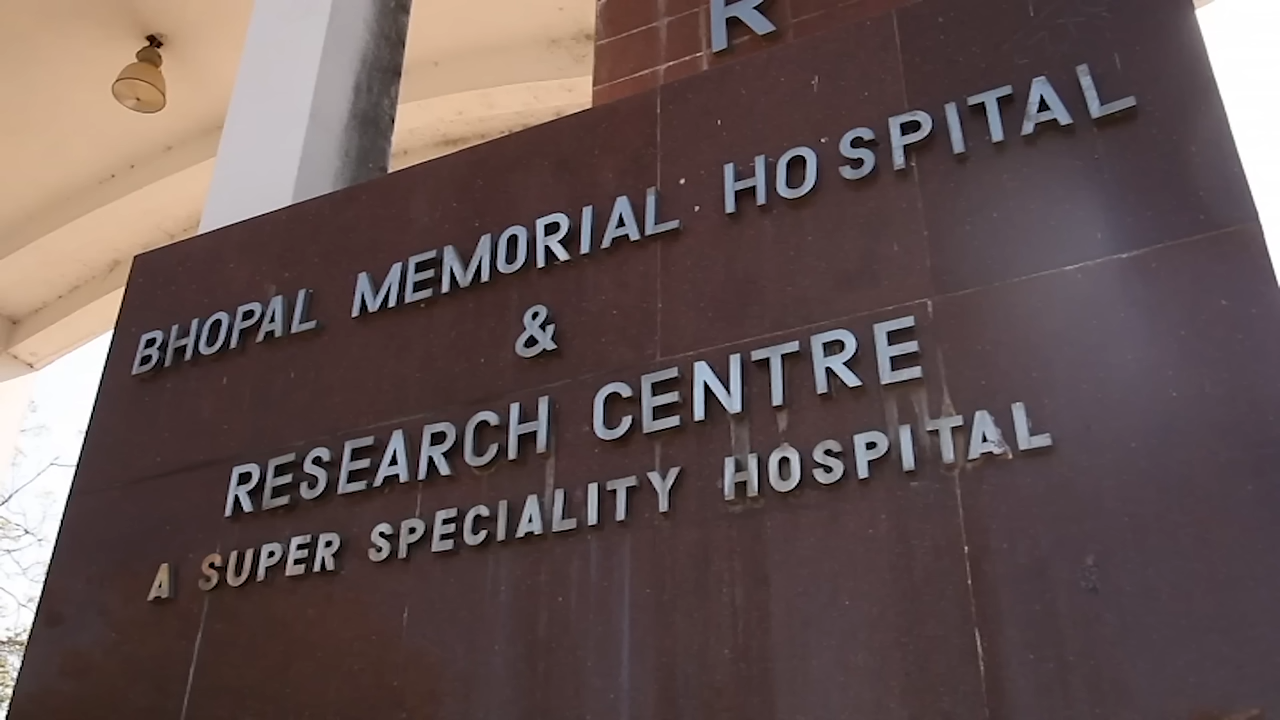 R
BHOPAL MEMORIAL HOSPITAL
&
RESEARCH CENTRE
A SUPER SPECIALITY HOSPITAL